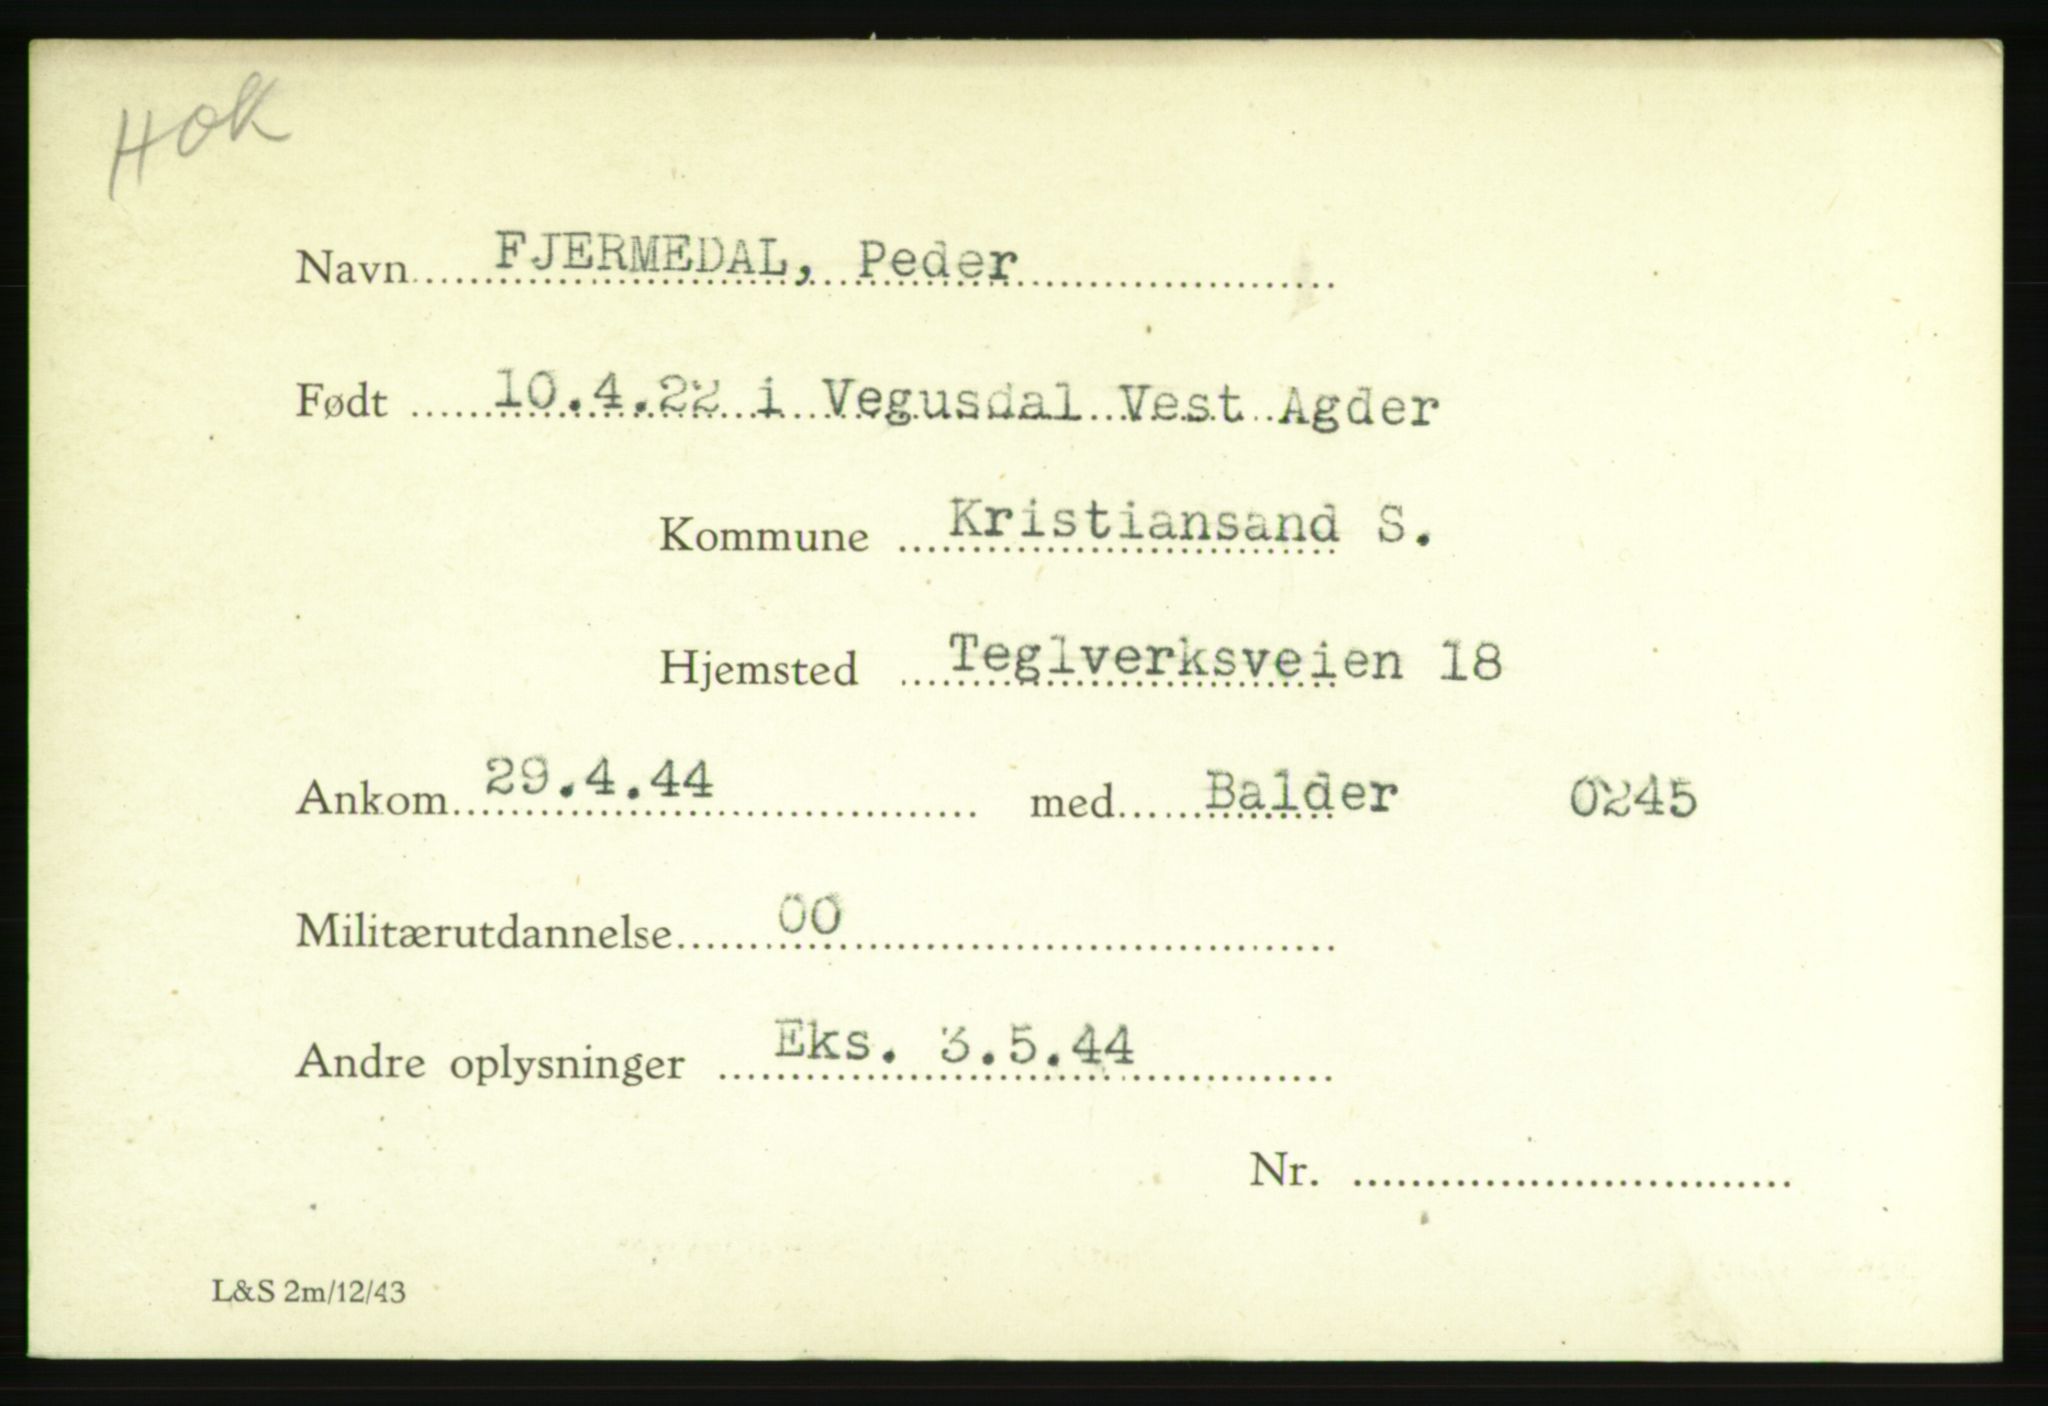 HOK
Navn FJERMEDAL, Peder
Født 10.4.22 i Vegusdal Vest Agder
Kommune Kristiansand S.
Hjemsted Teglverksveien 18
Ankom 29.4.44 med Balder 0245
Militærutdannelse 00
Andre oplysninger Eks. 3.5.44
Nr.
L&S 2m/12/43